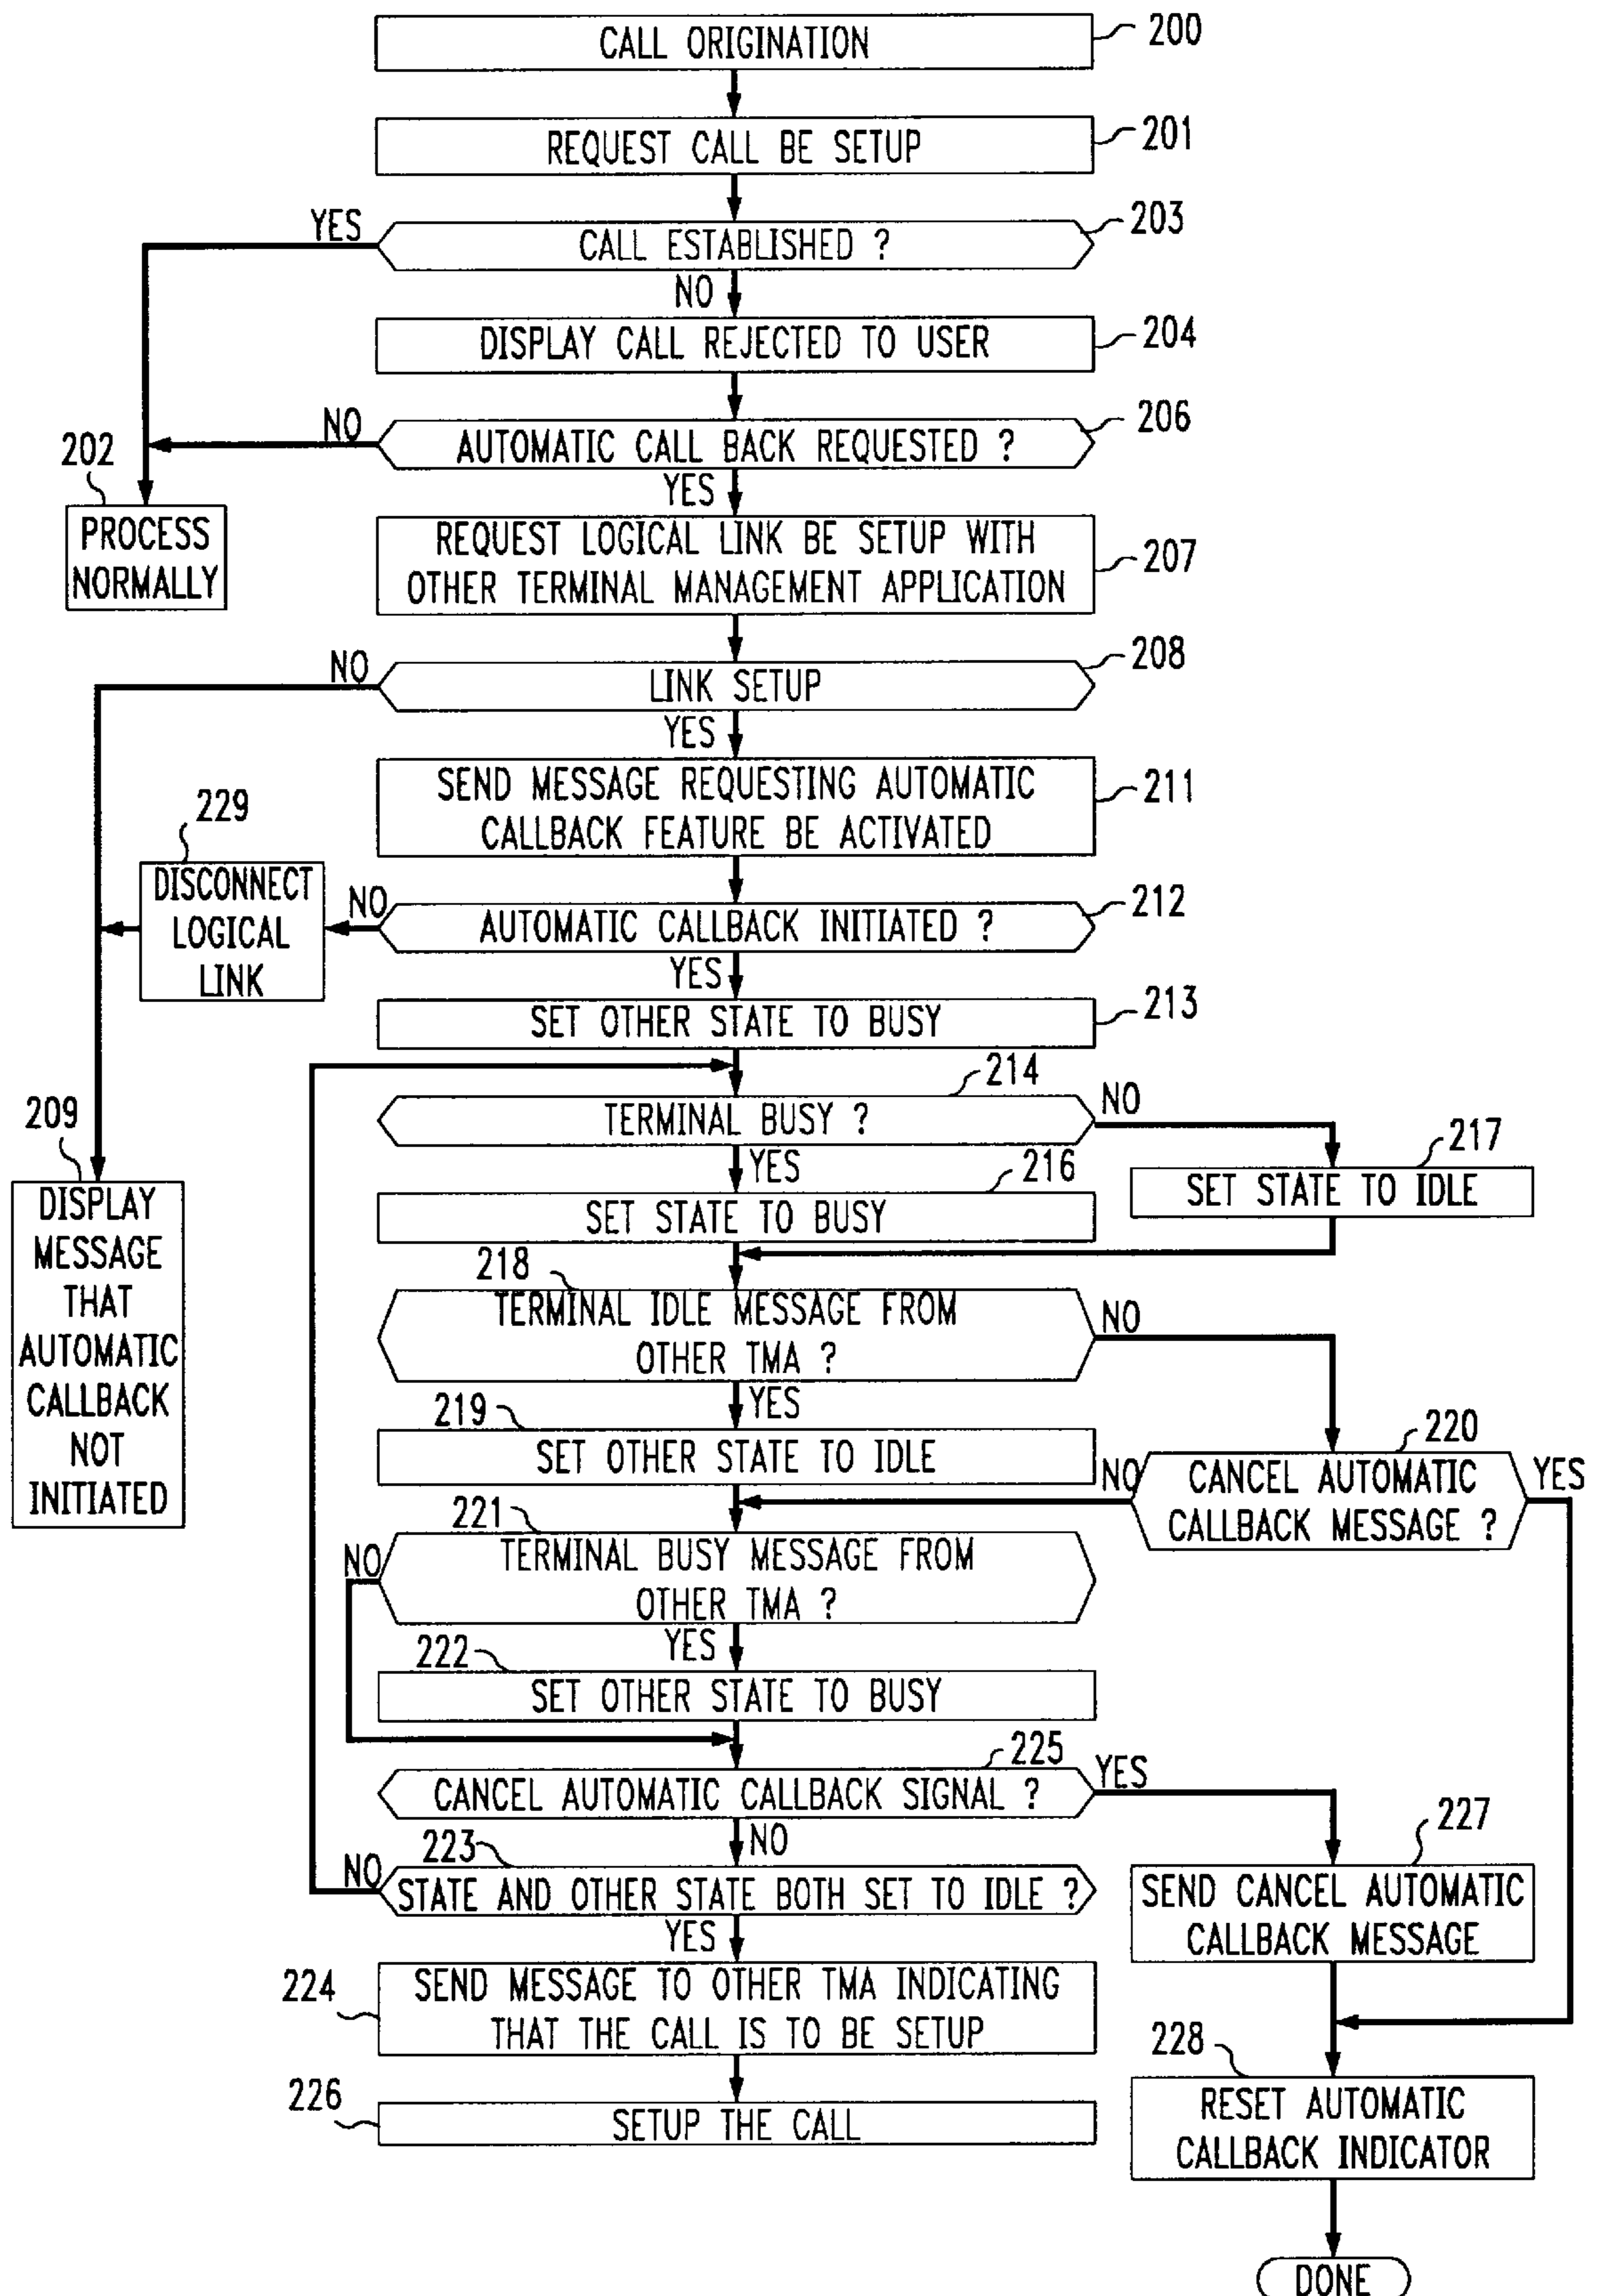 CALL ORIGINATION
200
REQUEST CALL BE SETUP
201
YES
CALL ESTABLISHED ?
203
NO
DISPLAY CALL REJECTED TO USER
204
NO
AUTOMATIC CALL BACK REQUESTED ?
206
202
PROCESS
NORMALLY
YES
REQUEST LOGICAL LINK BE SETUP WITH
OTHER TERMINAL MANAGEMENT APPLICATION
207
NO
LINK SETUP
208
YES
SEND MESSAGE REQUESTING AUTOMATIC
CALLBACK FEATURE BE ACTIVATED
211
229
DISCONNECT
LOGICAL
LINK
NO
AUTOMATIC CALLBACK INITIATED ?
212
YES
SET OTHER STATE TO BUSY
213
209
DISPLAY
MESSAGE
THAT
AUTOMATIC
CALLBACK
NOT
INITIATED
214
TERMINAL BUSY ?
NO
YES
216
217
SET STATE TO BUSY
SET STATE TO IDLE
218
TERMINAL IDLE MESSAGE FROM
OTHER TMA ?
NO
YES
219
SET OTHER STATE TO IDLE
220
NO
CANCEL AUTOMATIC
CALLBACK MESSAGE ?
YES
221
NO
TERMINAL BUSY MESSAGE FROM
OTHER TMA ?
YES
222
SET OTHER STATE TO BUSY
225
CANCEL AUTOMATIC CALLBACK SIGNAL ?
YES
NO
223
NO
STATE AND OTHER STATE BOTH SET TO IDLE ?
227
SEND CANCEL AUTOMATIC
CALLBACK MESSAGE
YES
224
SEND MESSAGE TO OTHER TMA INDICATING
THAT THE CALL IS TO BE SETUP
228
RESET AUTOMATIC
CALLBACK INDICATOR
226
SETUP THE CALL
DONE